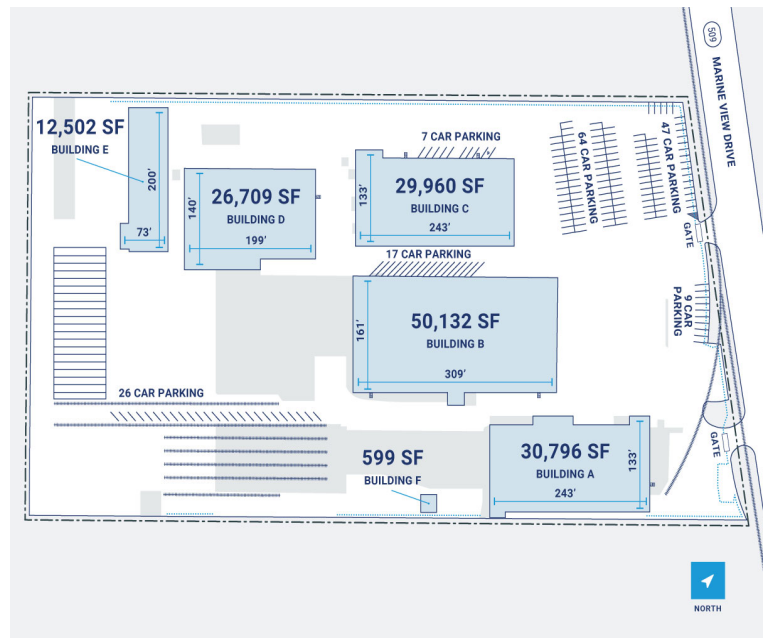 509
MARINE VIEW DRIVE
12,502 SF
BUILDING E
200'
73'
26,709 SF
BUILDING D
140'
199'
7 CAR PARKING
29,960 SF
BUILDING C
133'
243'
64 CAR PARKING
47 CAR PARKING
GATE
17 CAR PARKING
50,132 SF
BUILDING B
161'
309'
9 CAR
PARKING
26 CAR PARKING
599 SF
BUILDING F
30,796 SF
BUILDING A
133'
243'
GATE
NORTH